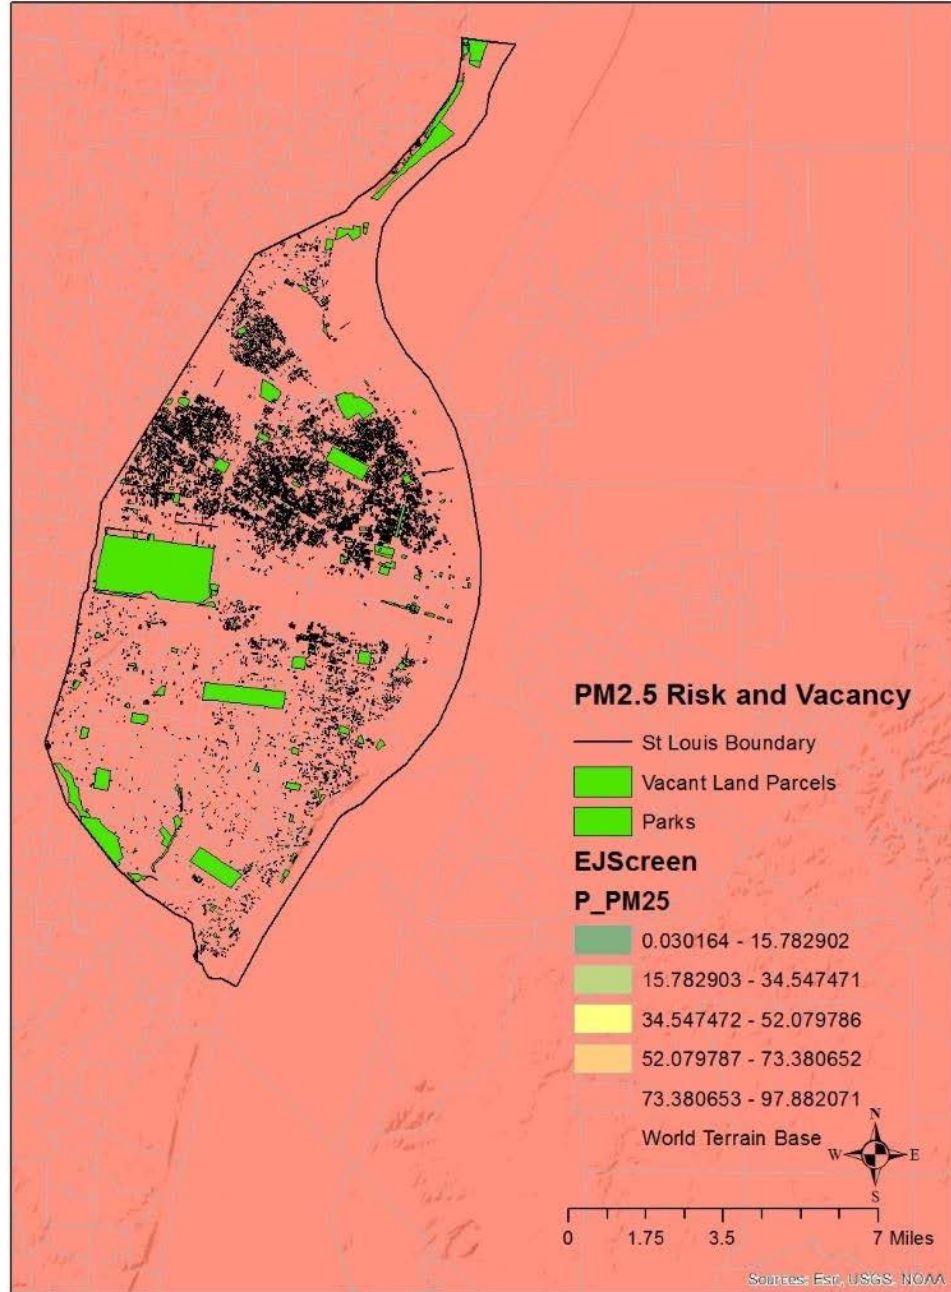 PM2.5 Risk and Vacancy
St Louis Boundary
Vacant Land Parcels
Parks
EJScreen
P_PM25
0.030164 - 15.782902
15.782903 - 34.547471
34.547472 - 52.079786
52.079787 - 73.380652
73.380653 - 97.882071
World Terrain Base
N
W E
S
0 1.75 3.5 7 Miles
Sources: Esri, USGS, NOAA